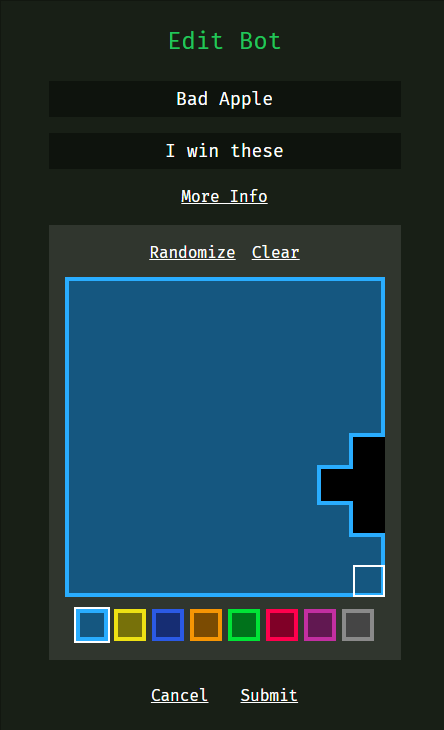 Edit Bot
Bad Apple
I win these
More Info
Randomize Clear
Cancel Submit